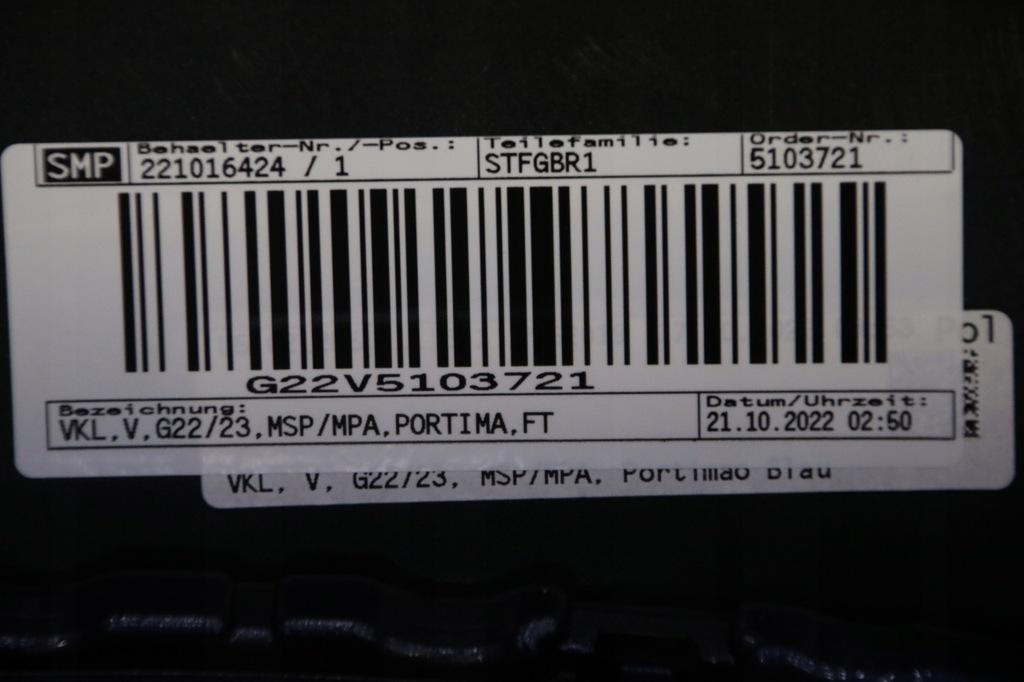 SMP Behaelter-Nr./-Pos.: Teilefamilie: Order-Nr.:
221016424 / 1 STFGBR1 5103721
G22V5103721
Bezeichnung: Datum/Uhrzeit:
VKL,V,G22/23,MSP/MPA,PORTIMA,FT 21.10.2022 02:50
Pol
VKL, V, G22/23, MSP/MPA, Portimao Blau